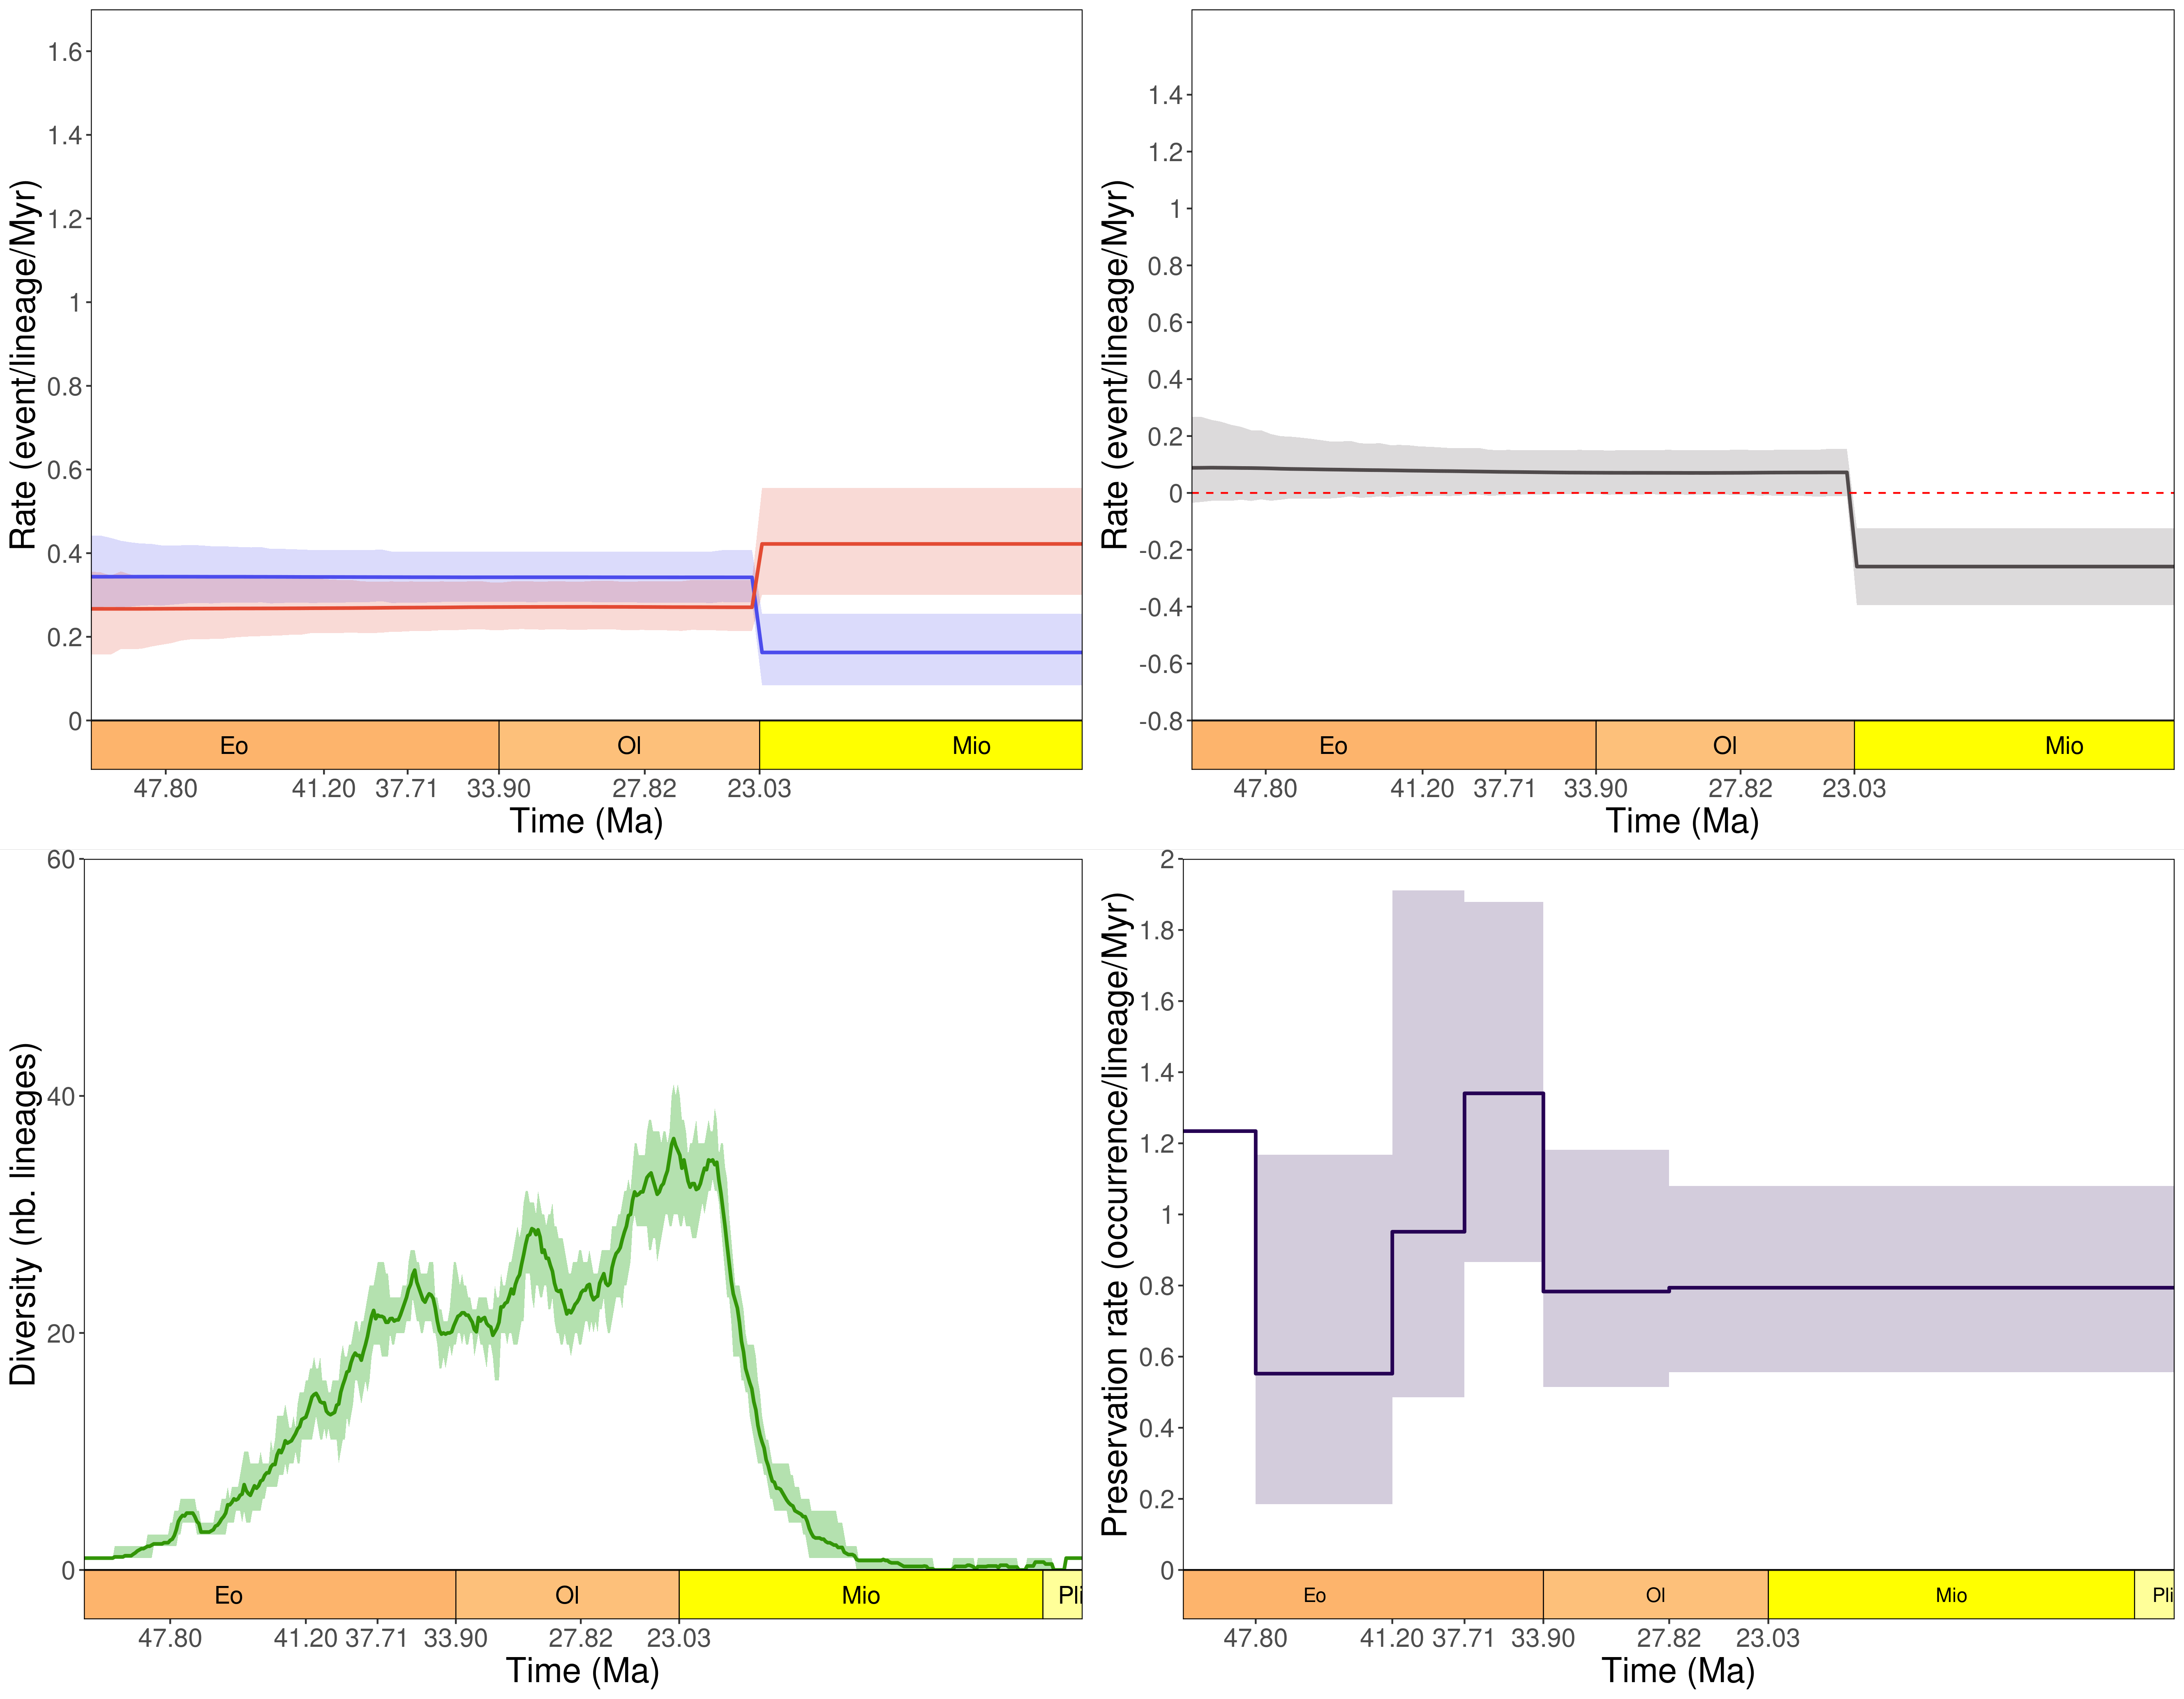 Rate (event/lineage/Myr)
1.6
1.4
1.2
1
0.8
0.6
0.4
0.2
0
Eo Ol Mio
47.80 41.20 37.71 33.90 27.82 23.03
Time (Ma)
Rate (event/lineage/Myr)
1.4
1.2
1
0.8
0.6
0.4
0.2
0
-0.2
-0.4
-0.6
-0.8
Eo Ol Mio
47.80 41.20 37.71 33.90 27.82 23.03
Time (Ma)
Diversity (nb. lineages)
60
40
20
0
Eo Ol Mio Pli
47.80 41.20 37.71 33.90 27.82 23.03
Time (Ma)
Preservation rate (occurrence/lineage/Myr)
2
1.8
1.6
1.4
1.2
1
0.8
0.6
0.4
0.2
0
Eo Ol Mio Pli
47.80 41.20 37.71 33.90 27.82 23.03
Time (Ma)